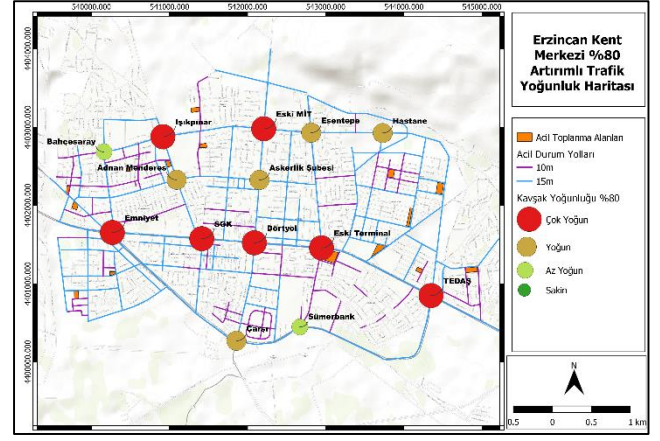 540000.000 541000.000 542000.000 543000.000 544000.000 545000.000
Erzincan Kent
Merkezi %80
Artırımlı Trafik
Yoğunluk Haritası
4404000.000
4403000.000
4402000.000
4401000.000
4400000.000
Işıkpınar
Eski MİT
Esentepe
Hastane
Bahçesaray
Adnan Menderes
Askerlik Şubesi
Emniyet
SGK
Dörtyol
Eski Terminal
TEDAŞ
Sümerbank
Çarşı
Acil Toplanma Alanları
Acil Durum Yolları
10m
15m
Kavşak Yoğunluğu %80
Çok Yoğun
Yoğun
Az Yoğun
Sakin
N
0.5 0 0.5 1 km